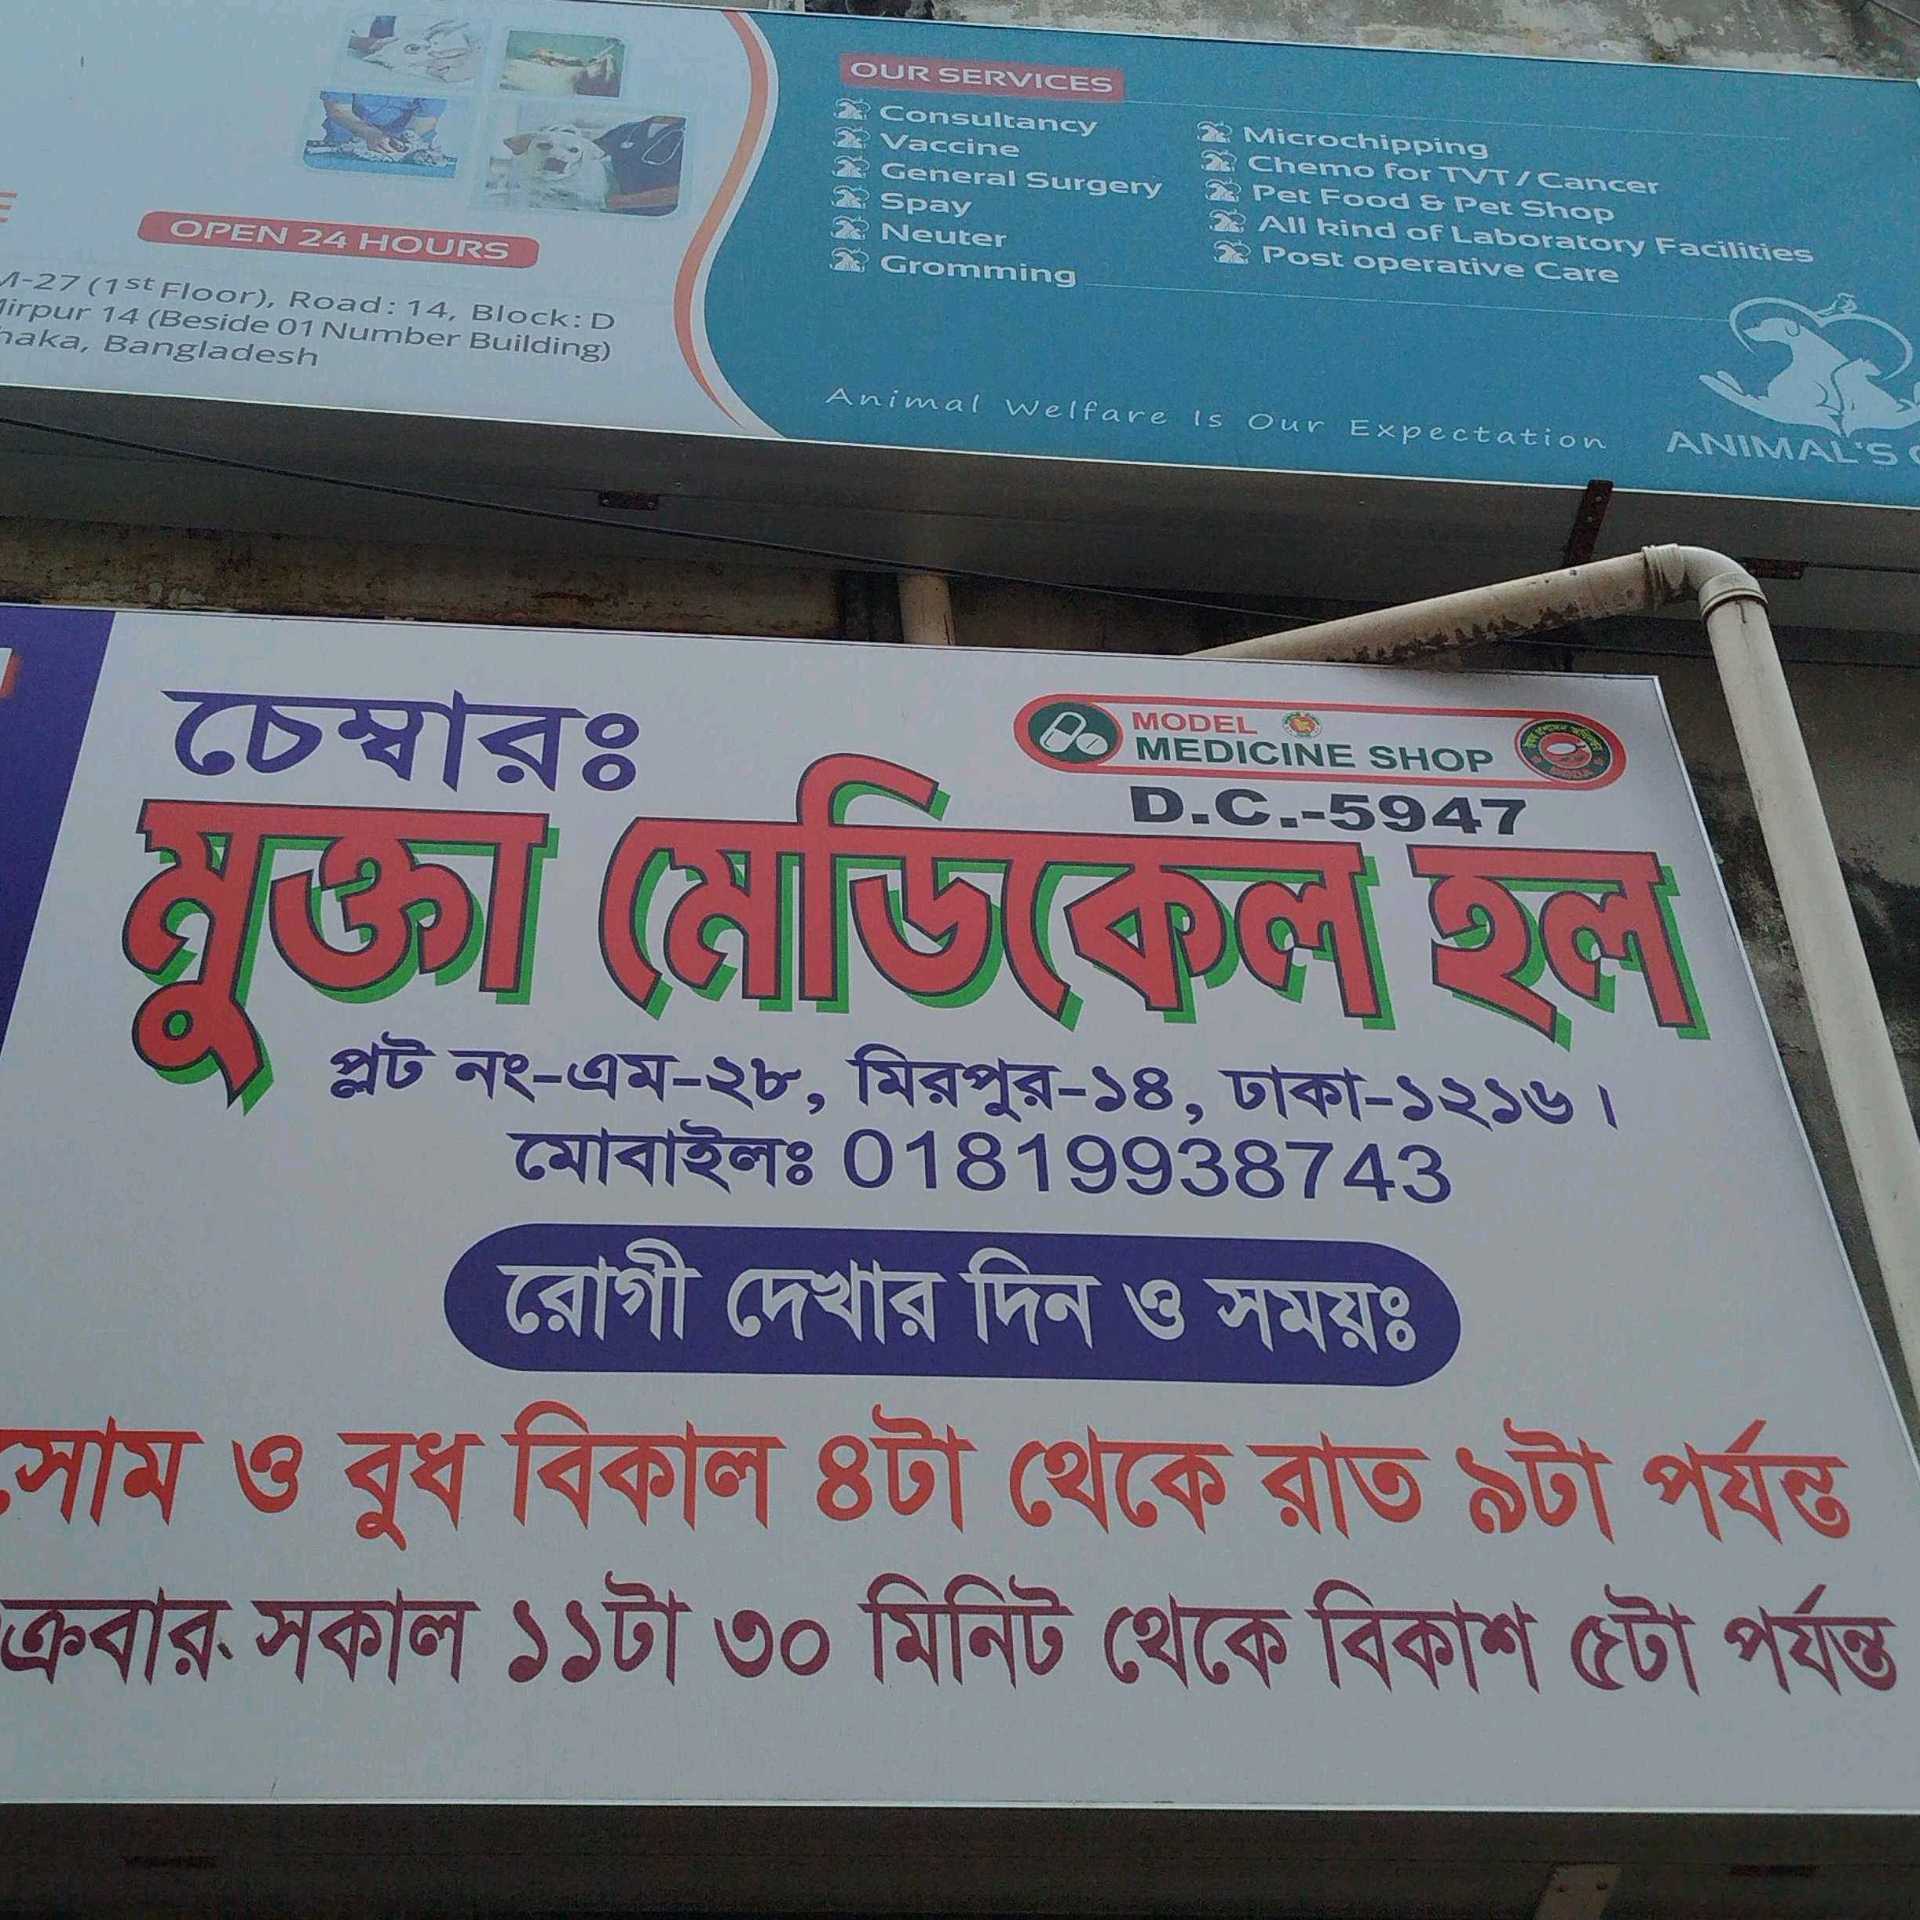 OPEN 24 HOURS
M-27 (1st Floor), Road: 14, Block: D
Mirpur 14 (Beside 01 Number Building)
Dhaka, Bangladesh
OUR SERVICES
Consultancy
Vaccine
General Surgery
Spay
Neuter
Gromming
Microchipping
Chemo for TVT / Cancer
Pet Food & Pet Shop
All kind of Laboratory Facilities
Post operative Care
Animal Welfare Is Our Expectation
ANIMAL'S
চেম্বারঃ
MODEL
MEDICINE SHOP
D.C.-5947
মুক্তা মেডিকেল হল
প্লট নং-এম-২৮, মিরপুর-১৪, ঢাকা-১২১৬।
মোবাইলঃ 01819938743
রোগী দেখার দিন ও সময়ঃ
সোম ও বুধ বিকাল ৪টা থেকে রাত ৯টা পর্যন্ত
ক্রবার. সকাল ১১টা ৩০ মিনিট থেকে বিকাশ ৫টা পর্যন্ত